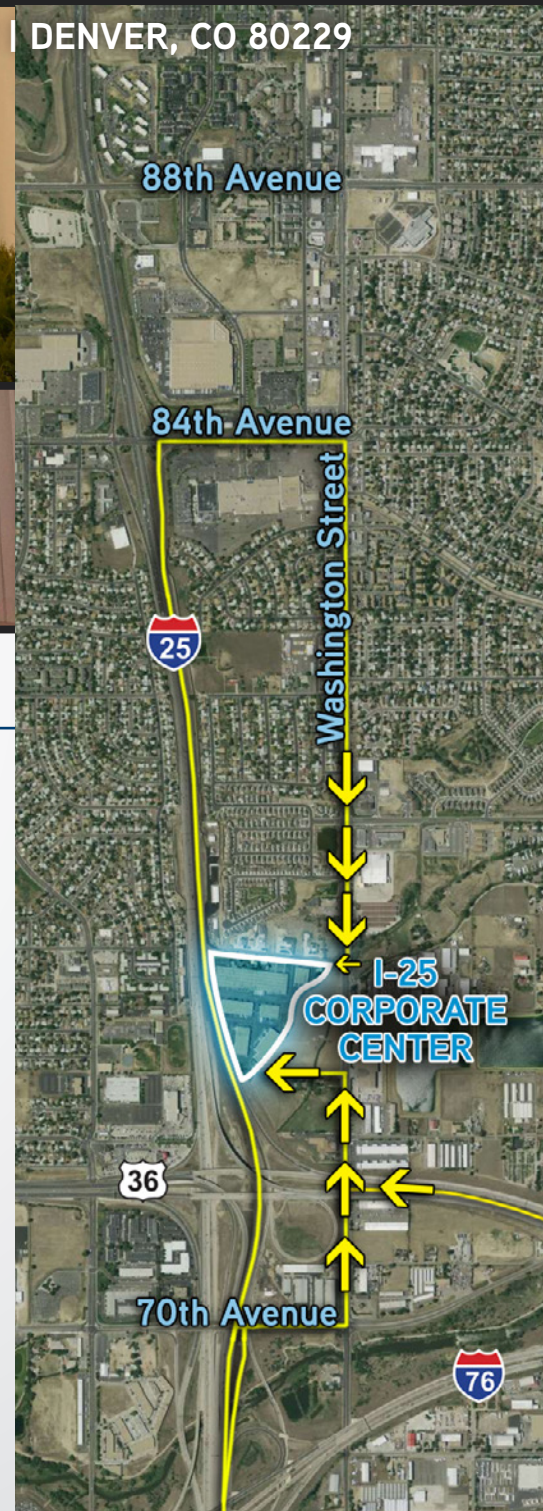 | DENVER, CO 80229
88th Avenue
84th Avenue
Washington Street
25
I-25
CORPORATE
CENTER
36
70th Avenue
76